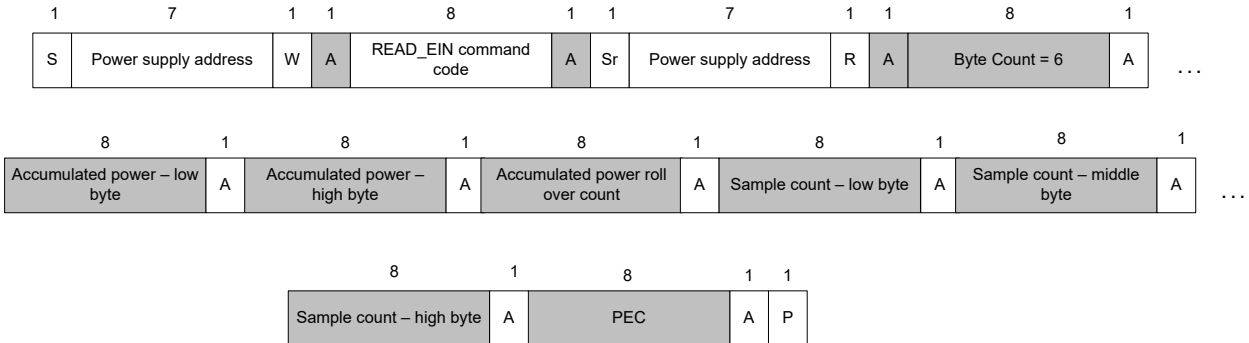 1 7 1 1 8 1 1 7 1 1 8 1
S Power supply address W A READ_EIN command code A Sr Power supply address R A Byte Count = 6 A ...
8 1 8 1 8 1 8 1 8 1
Accumulated power – low byte A Accumulated power – high byte A Accumulated power roll over count A Sample count – low byte A Sample count – middle byte A ...
8 1 8 1 1
Sample count – high byte A PEC A P